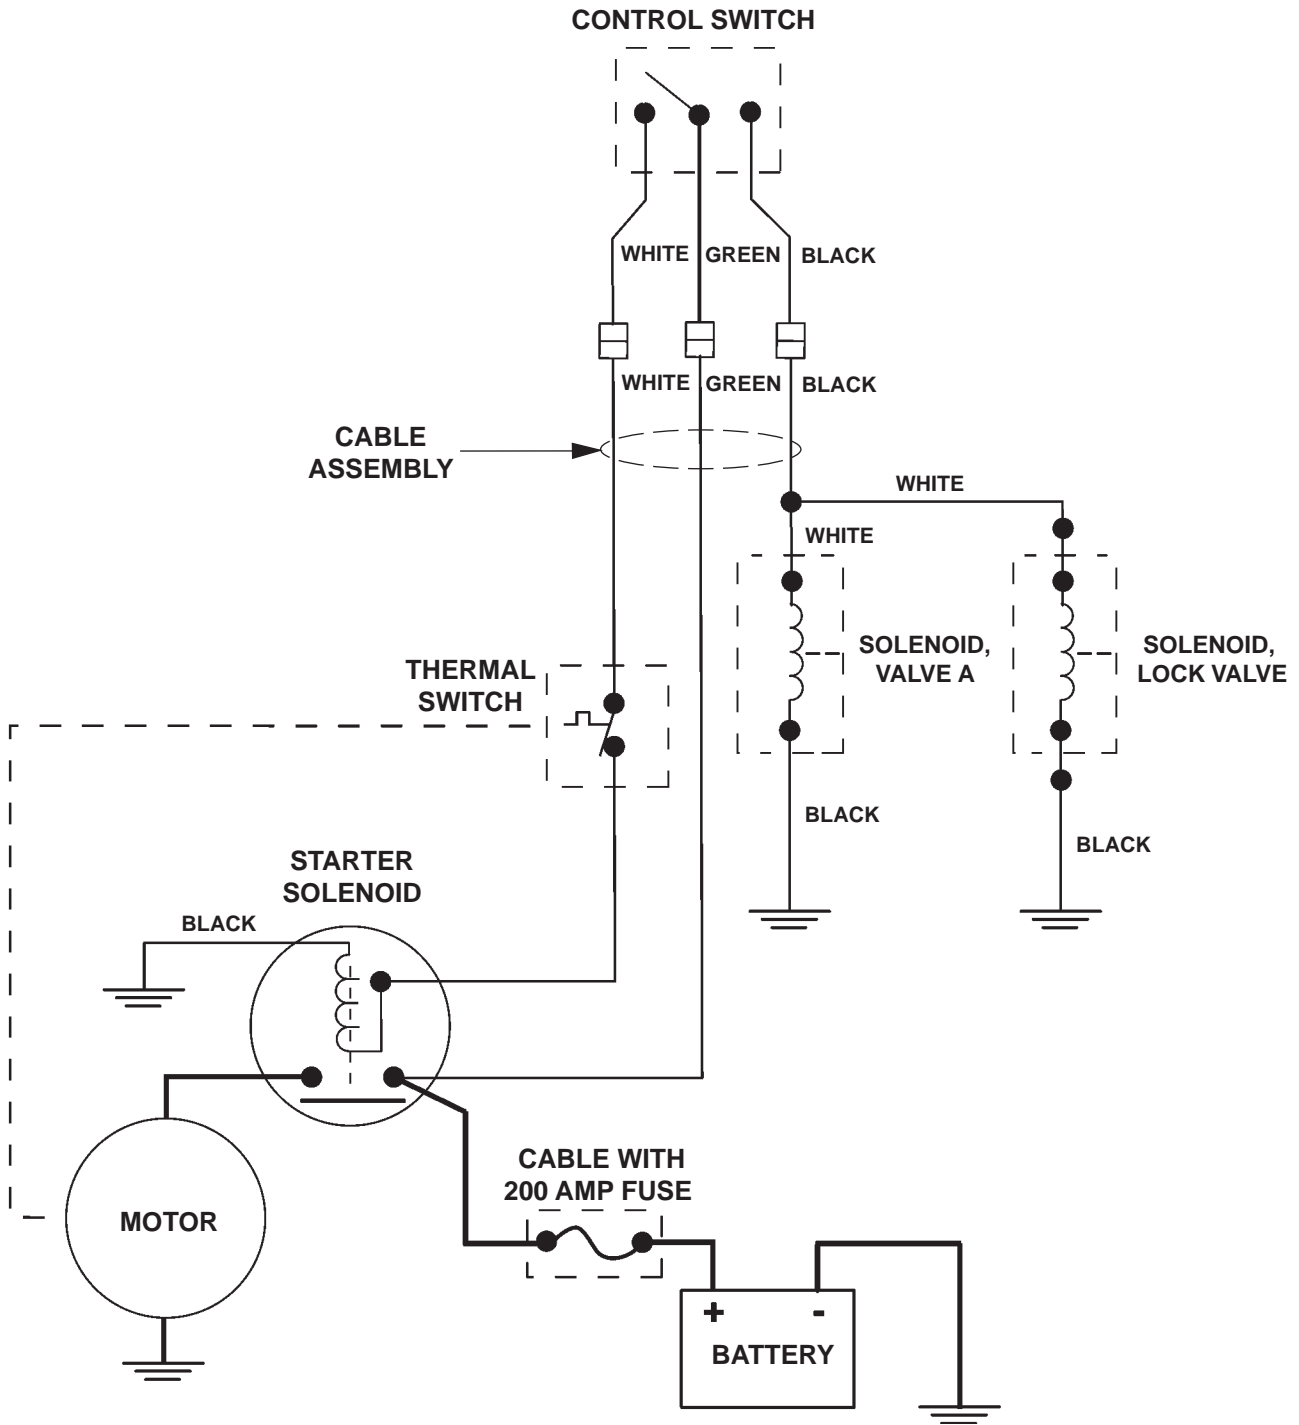 CONTROL SWITCH
WHITE GREEN BLACK
WHITE GREEN BLACK
CABLE
ASSEMBLY
WHITE
WHITE
SOLENOID,
VALVE A
SOLENOID,
LOCK VALVE
THERMAL
SWITCH
BLACK
BLACK
STARTER
SOLENOID
BLACK
CABLE WITH
200 AMP FUSE
MOTOR
+ -
BATTERY